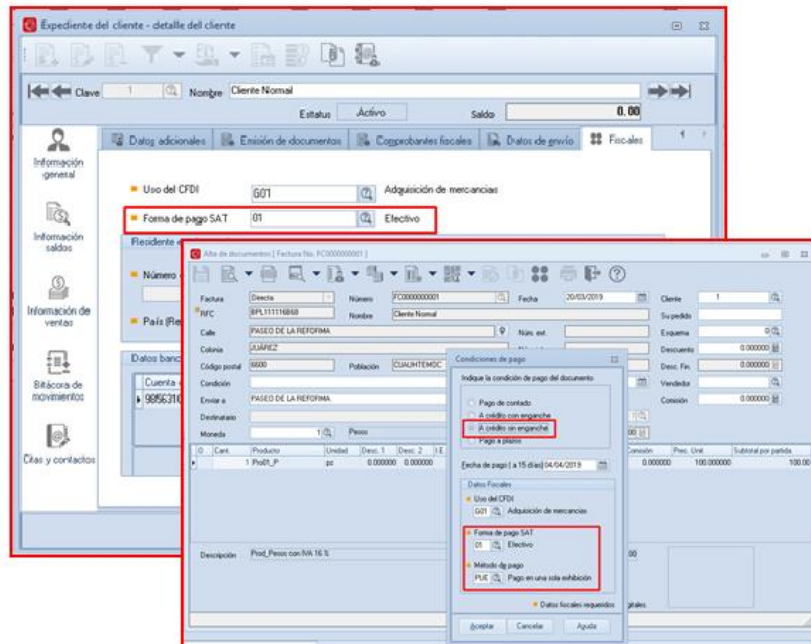 Expediente del cliente - detalle dell cliente
Clave 1 Nombre Cliente Normal
Estatus Activo Saldo 0.00
Información general
Datos adicionales Emisión de documentos Comprobantes fiscales Datos de envío Fiscales
Uso del CFDI G01 Adquisición de mercancias
Forma de pago SAT 01 Efectivo
Información saldos
Residente e
Número
Información de ventas
País (Re
Datos banc
Bitácora de movimientos
Cuenta
Citas y contactos
Alta de documentos [ Factura No. FC0000000001 ]
Factura Directa Número FC0000000001 Fecha 20/03/2019 Cliente 1
RFC Nombre Cliente Normal Su pedido
Calle PASEO DE LA REFORMA Núm. ext. Esquema 0
Colonia JUÁREZ Descuento 0.000000
Código postal 6600 Población CUAUHTEMOC Desc. Fin. 0.000000
Condición Vendedor
Enviar a PASEO DE LA REFORMA Comisión 0.000000
Destinatario
Moneda 1 Pesos
O Cant. Producto Unidad Desc. 1 Desc. 2 I.E. Comisión Prec. Unit. Subtotal por partida
1 Pro01_P pz 0.000000 0.000000 0.000000 100.000000 100.00
Descripción Prod_Pesos con IVA 16 %
Condiciones de pago
Indique la condición de pago del documento
Pago de contado
A crédito con enganche
A crédito sin enganche
Pago a plazos
Fecha de pago ( a 15 días) 04/04/2019
Datos Fiscales
Uso del CFDI
G01 Adquisición de mercancias
Forma de pago SAT
01 Efectivo
Método de pago
PUE Pago en una sola exhibición
Datos fiscales requeridos
Aceptar Cancelar Ayuda